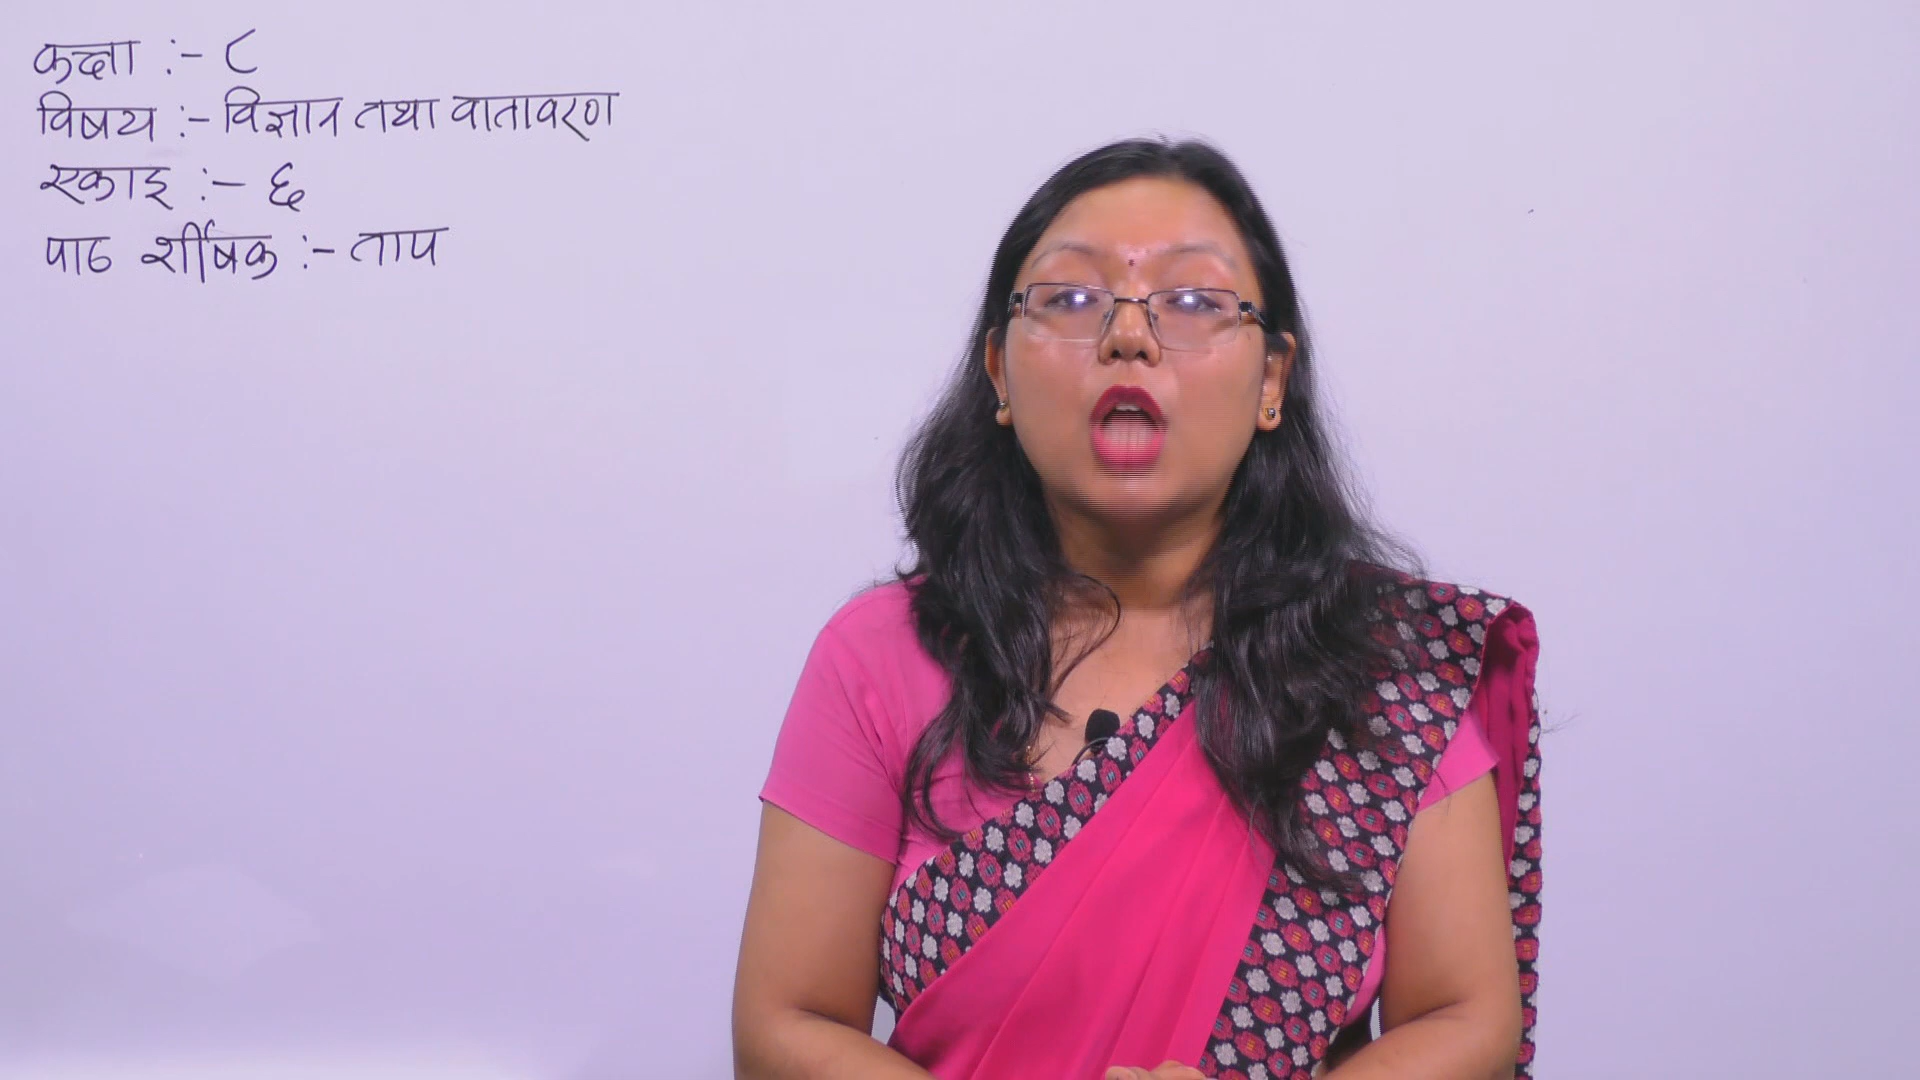 कक्षा :- ८
विषय :- विज्ञान तथा वातावरण
एकाइ :- ६
पाठ शीर्षक :- ताप